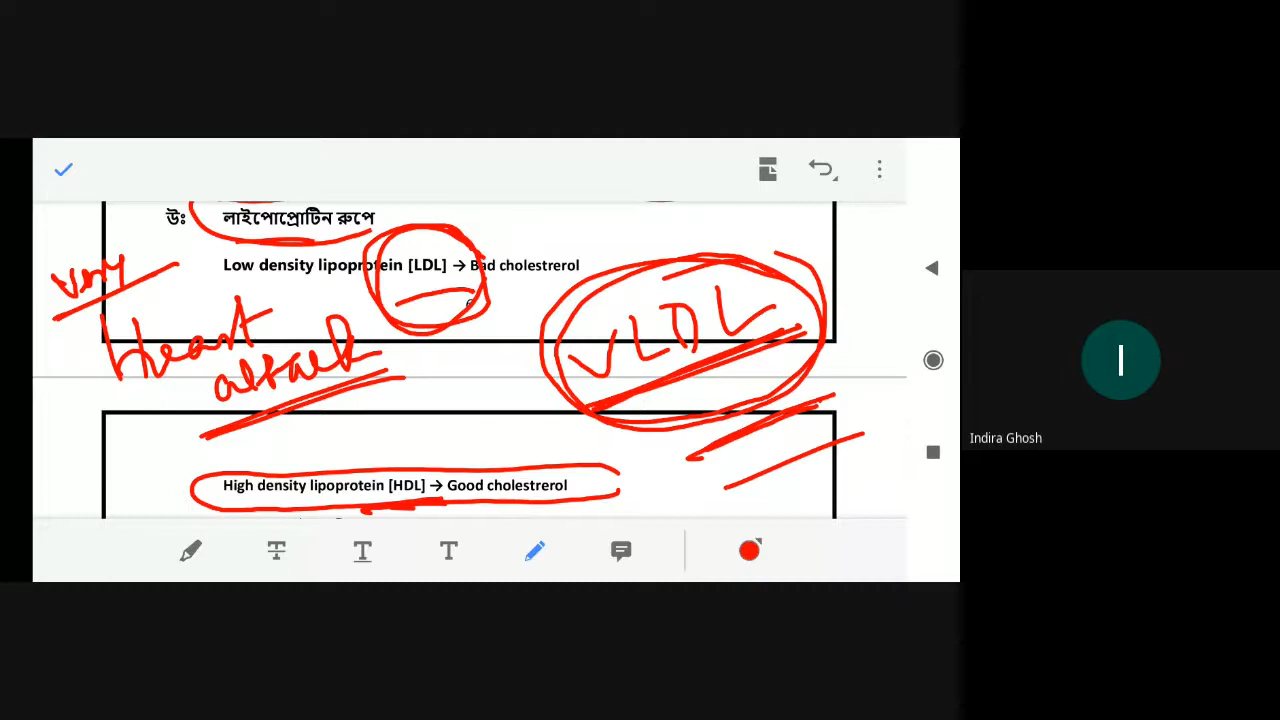 উঃ লাইপোপ্রোটিন রুপে
Low density lipoprotein [LDL] → Bad cholestrerol
very
Heart
attack
VLDL
High density lipoprotein [HDL] → Good cholestrerol
T
T
T
I
Indira Ghosh